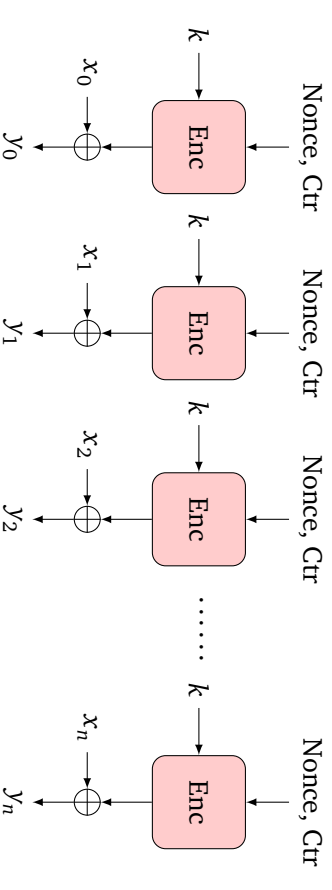 Nonce, Ctr Nonce, Ctr Nonce, Ctr Nonce, Ctr
k Enc k Enc k Enc ...... k Enc
x₀ x₁ x₂ xₙ
y₀ y₁ y₂ yₙ